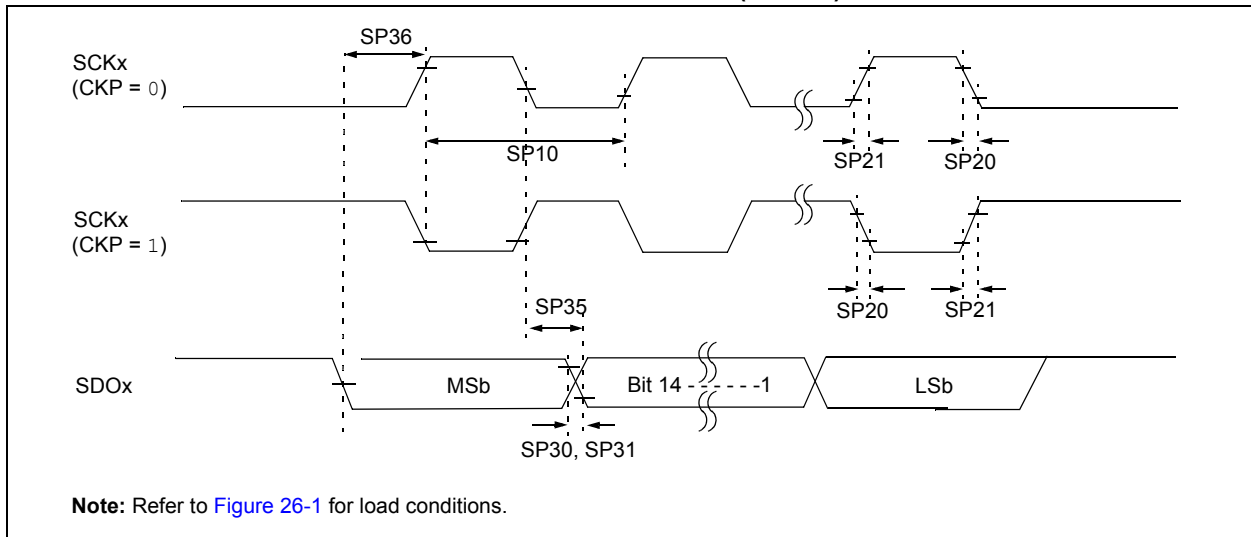 SP36
SCKx
(CKP = 0)
SP10
SP21
SP20
SCKx
(CKP = 1)
SP35
SP20
SP21
SDOx
MSb
Bit 14 - - - - - -1
LSb
SP30, SP31
Note: Refer to Figure 26-1 for load conditions.